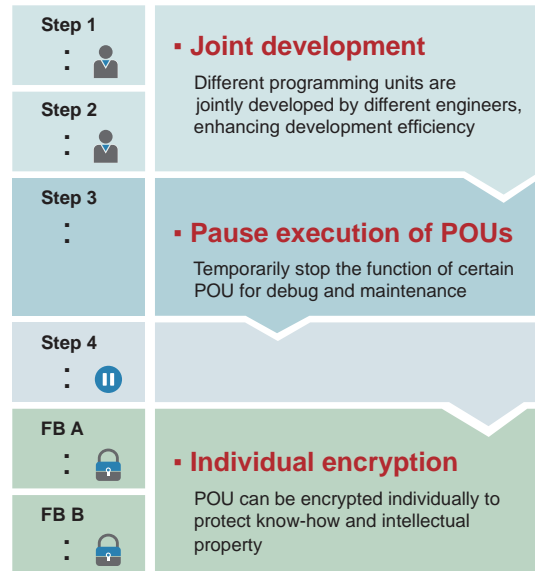 Step 1
:
▪ Joint development
Different programming units are
jointly developed by different engineers,
enhancing development efficiency
Step 2
:
Step 3
:
▪ Pause execution of POUs
Temporarily stop the function of certain
POU for debug and maintenance
Step 4
:
FB A
:
▪ Individual encryption
POU can be encrypted individually to
protect know-how and intellectual
property
FB B
: